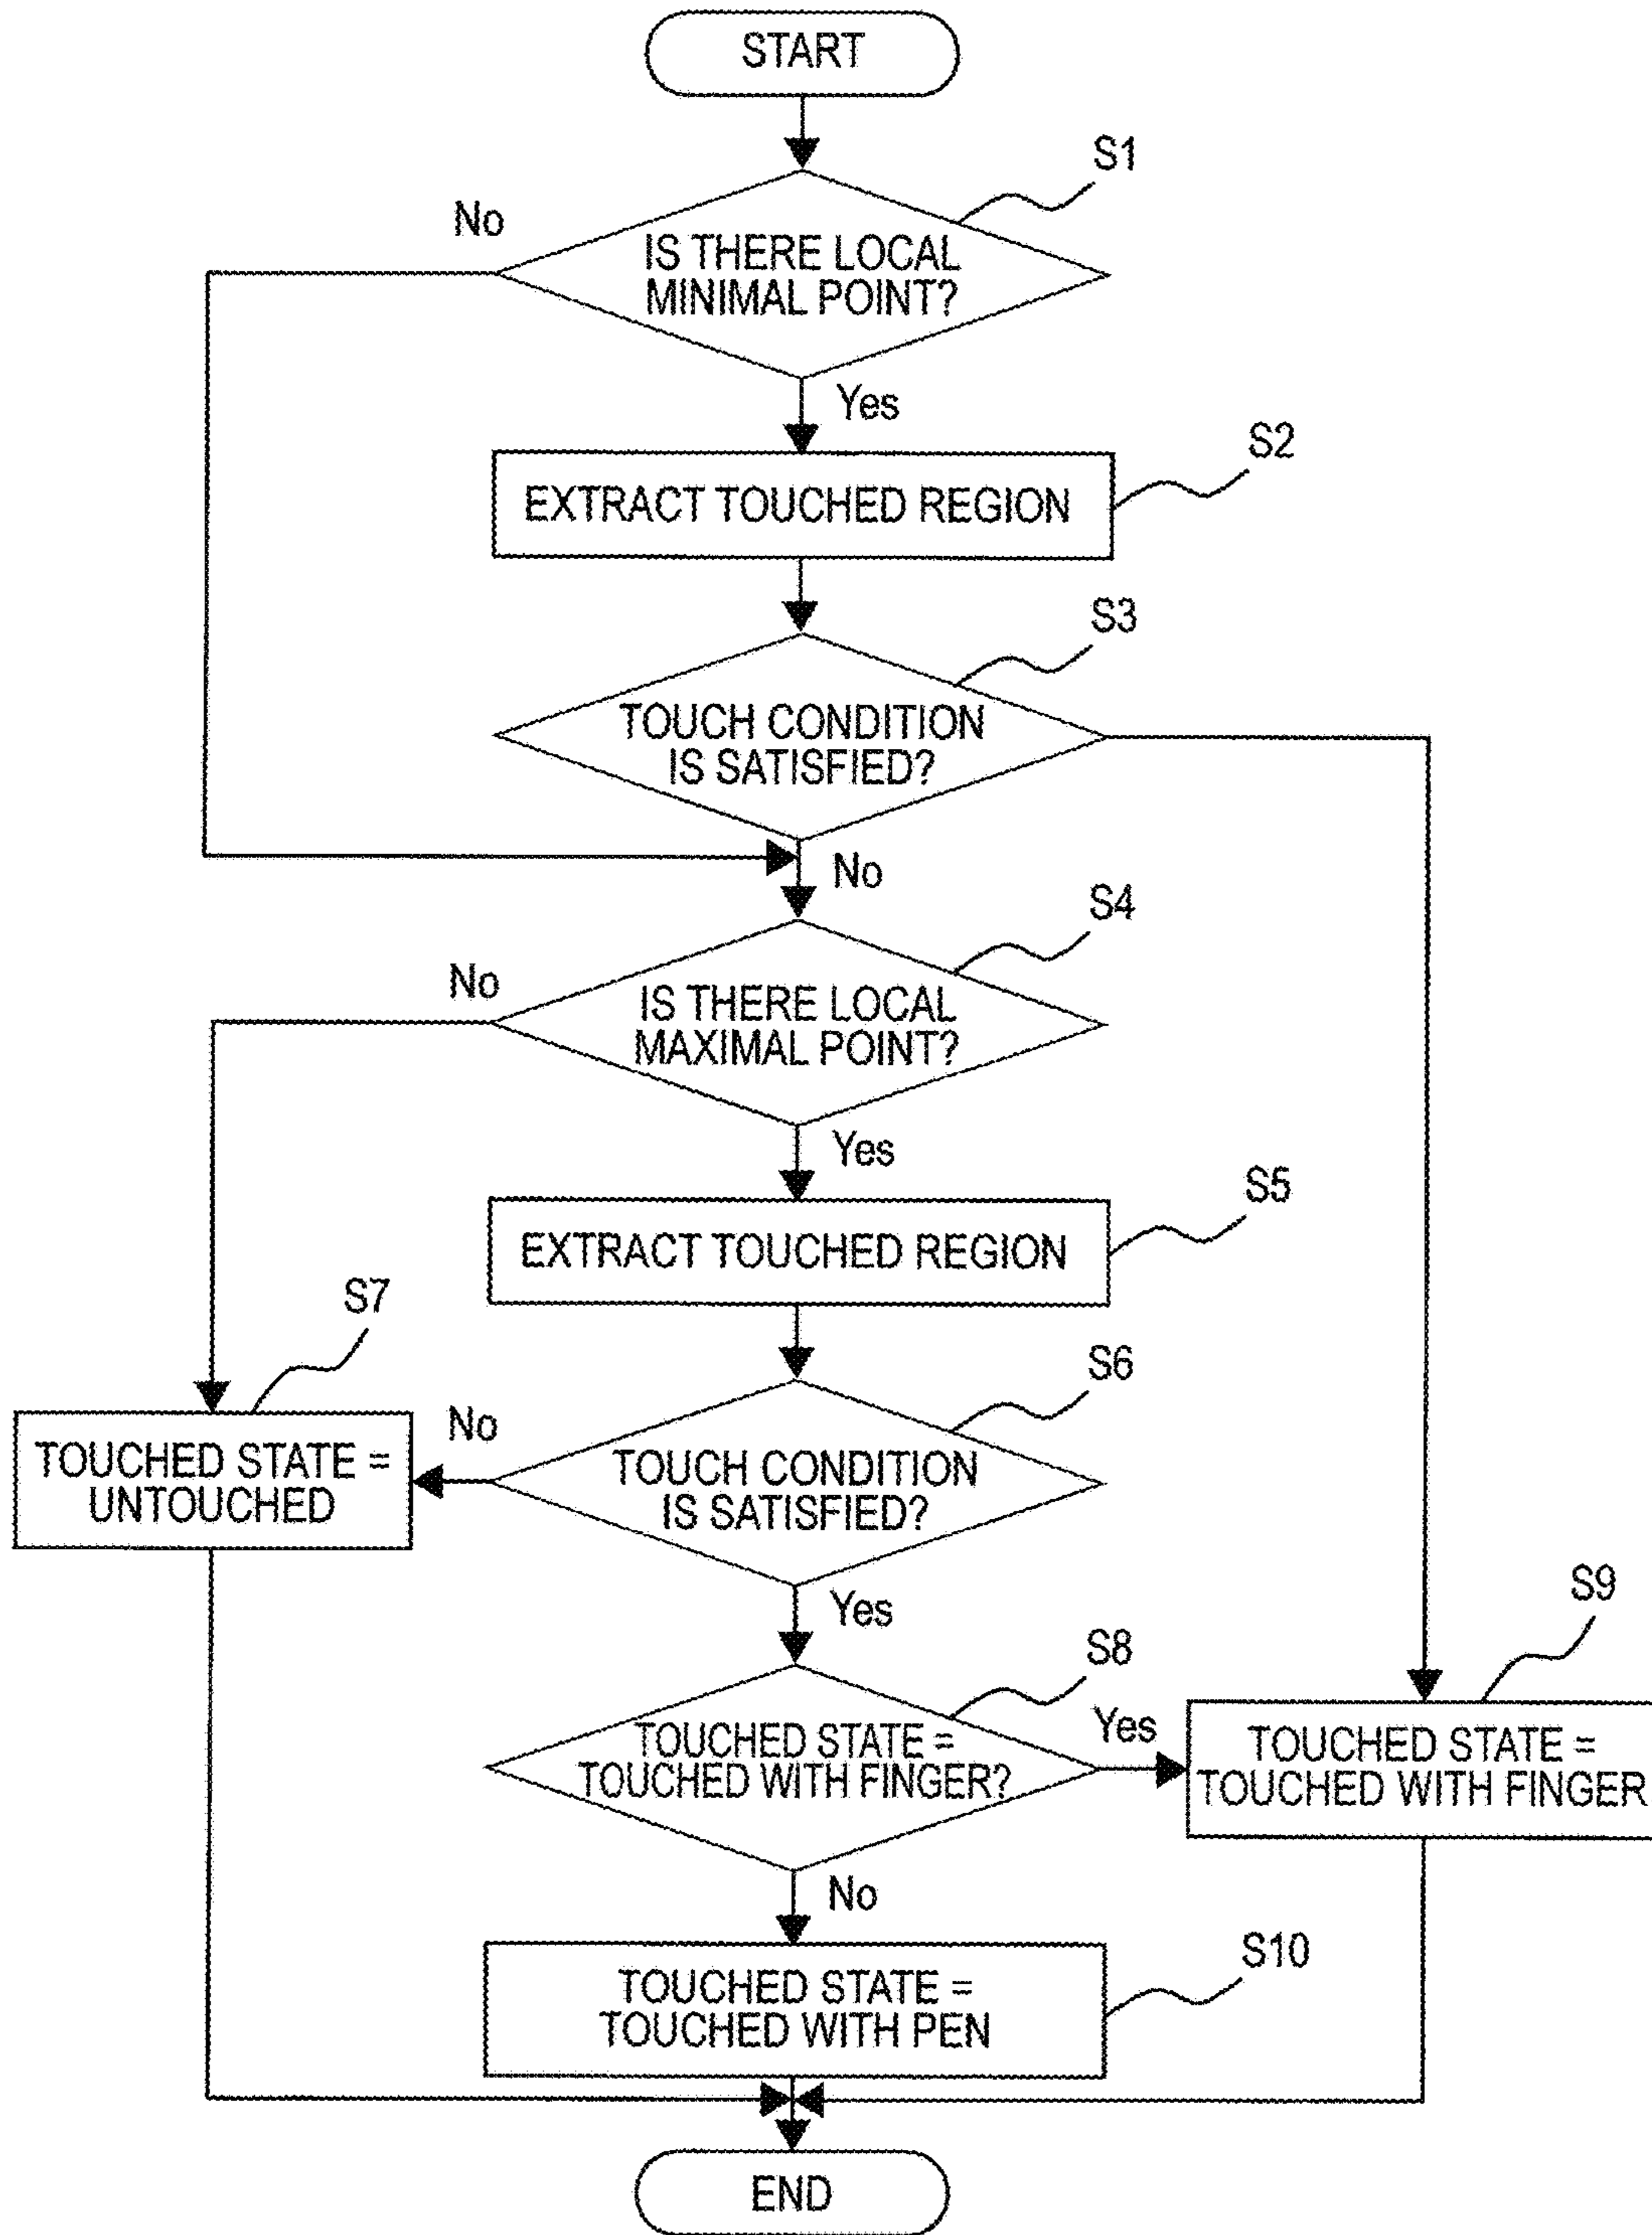 START
S1
No
IS THERE LOCAL
MINIMAL POINT?
Yes
S2
EXTRACT TOUCHED REGION
S3
TOUCH CONDITION
IS SATISFIED?
No
S4
No
IS THERE LOCAL
MAXIMAL POINT?
Yes
S5
EXTRACT TOUCHED REGION
S7
S6
No
TOUCHED STATE =
UNTOUCHED
TOUCH CONDITION
IS SATISFIED?
Yes
S9
S8
Yes
TOUCHED STATE =
TOUCHED WITH FINGER?
TOUCHED STATE =
TOUCHED WITH FINGER
No
S10
TOUCHED STATE =
TOUCHED WITH PEN
END